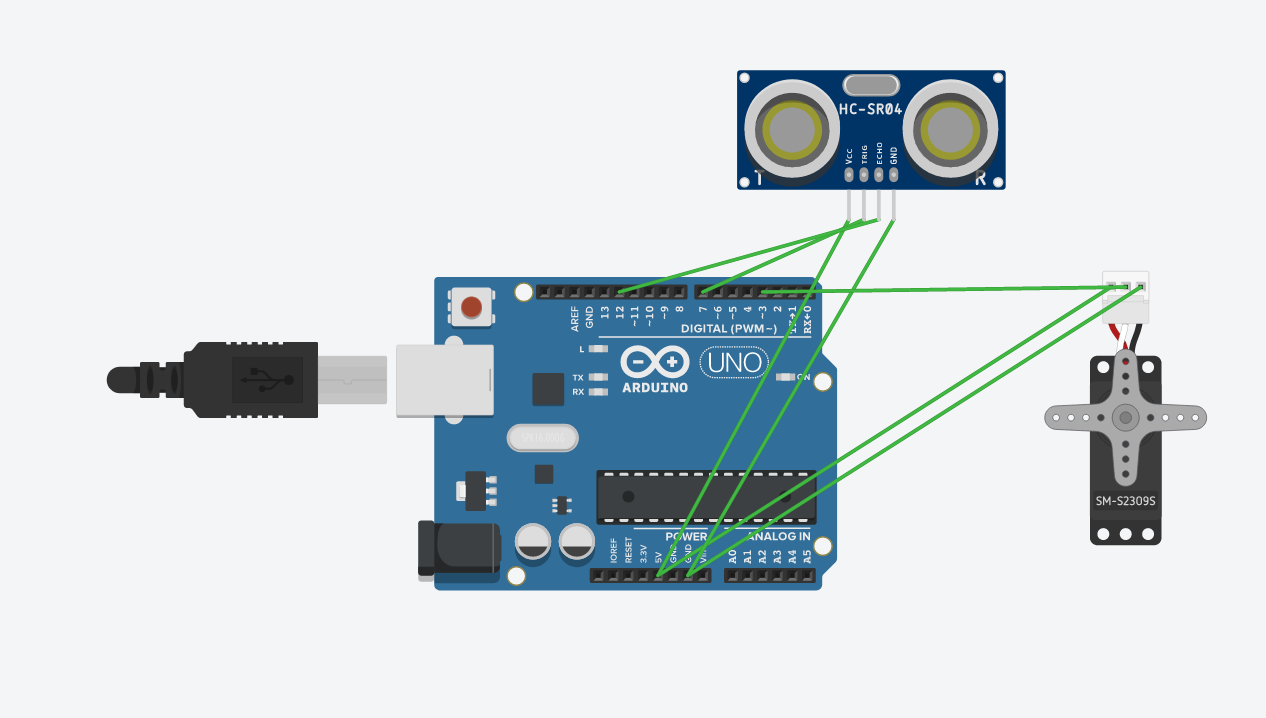 HC-SR04
VCC
TRIG
ECHO
GND
T
R
AREF
GND
13
12
~11
~10
~9
8
7
~6
~5
4
~3
2
TX→1
RX←0
DIGITAL (PWM~)
L
TX
RX
ARDUINO
UNO
ON
SM-S2309S
POWER
ANALOG IN
IOREF
RESET
3.3V
5V
GND
GND
VIN
A0
A1
A2
A3
A4
A5